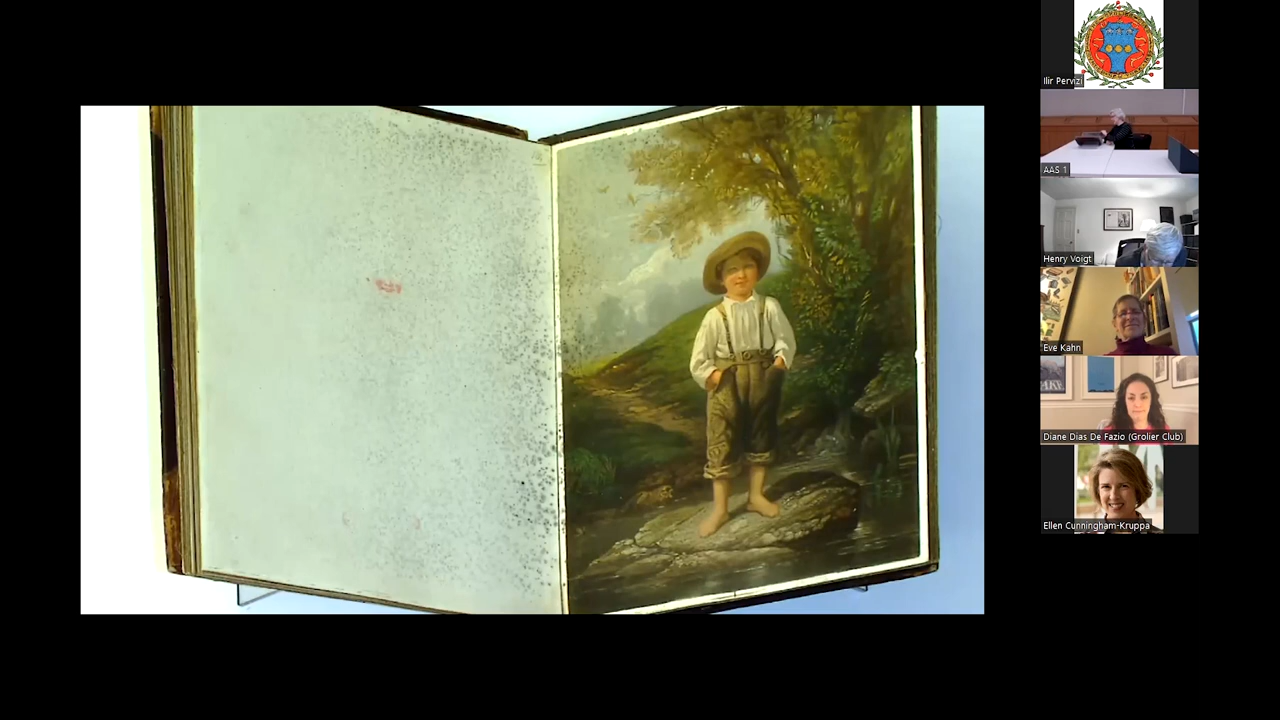 Ilir Pervizi
AAS 1
Henry Voigt
Eve Kahn
Diane Dias De Fazio (Grolier Club)
Ellen Cunningham-Kruppa